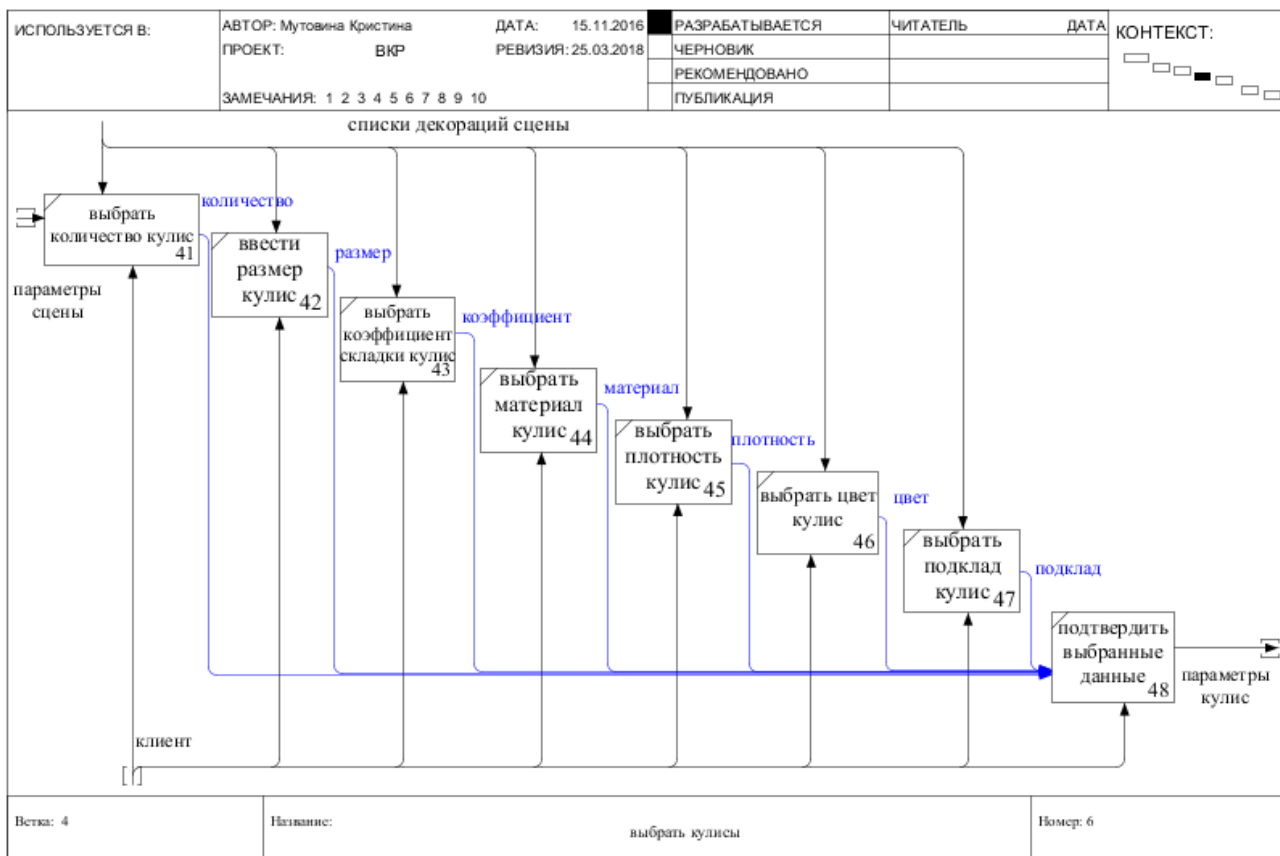 ИСПОЛЬЗУЕТСЯ В:
АВТОР: Мутовина Кристина
ДАТА: 15.11.2016
ПРОЕКТ: ВКР
РЕВИЗИЯ: 25.03.2018
ЗАМЕЧАНИЯ: 1 2 3 4 5 6 7 8 9 10
РАЗРАБАТЫВАЕТСЯ
ЧЕРНОВИК
РЕКОМЕНДОВАНО
ПУБЛИКАЦИЯ
ЧИТАТЕЛЬ
ДАТА
КОНТЕКСТ:
списки декораций сцены
выбрать
количество кулис
41
количество
параметры
сцены
ввести
размер
кулис 42
размер
выбрать
коэффициент
складки кулис
43
коэффициент
выбрать
материал
кулис 44
материал
выбрать
плотность
кулис 45
плотность
выбрать цвет
кулис
46
цвет
выбрать
подклад
кулис 47
подклад
подтвердить
выбранные
данные 48
параметры
кулис
клиент
Ветка: 4
Название:
выбрать кулисы
Номер: 6